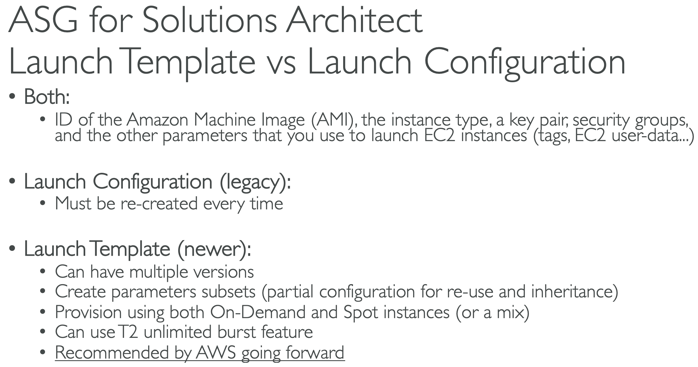 ASG for Solutions Architect
Launch Template vs Launch Configuration
• Both:
• ID of the Amazon Machine Image (AMI), the instance type, a key pair, security groups,
and the other parameters that you use to launch EC2 instances (tags, EC2 user-data...)
• Launch Configuration (legacy):
• Must be re-created every time
• Launch Template (newer):
• Can have multiple versions
• Create parameters subsets (partial configuration for re-use and inheritance)
• Provision using both On-Demand and Spot instances (or a mix)
• Can use T2 unlimited burst feature
• Recommended by AWS going forward